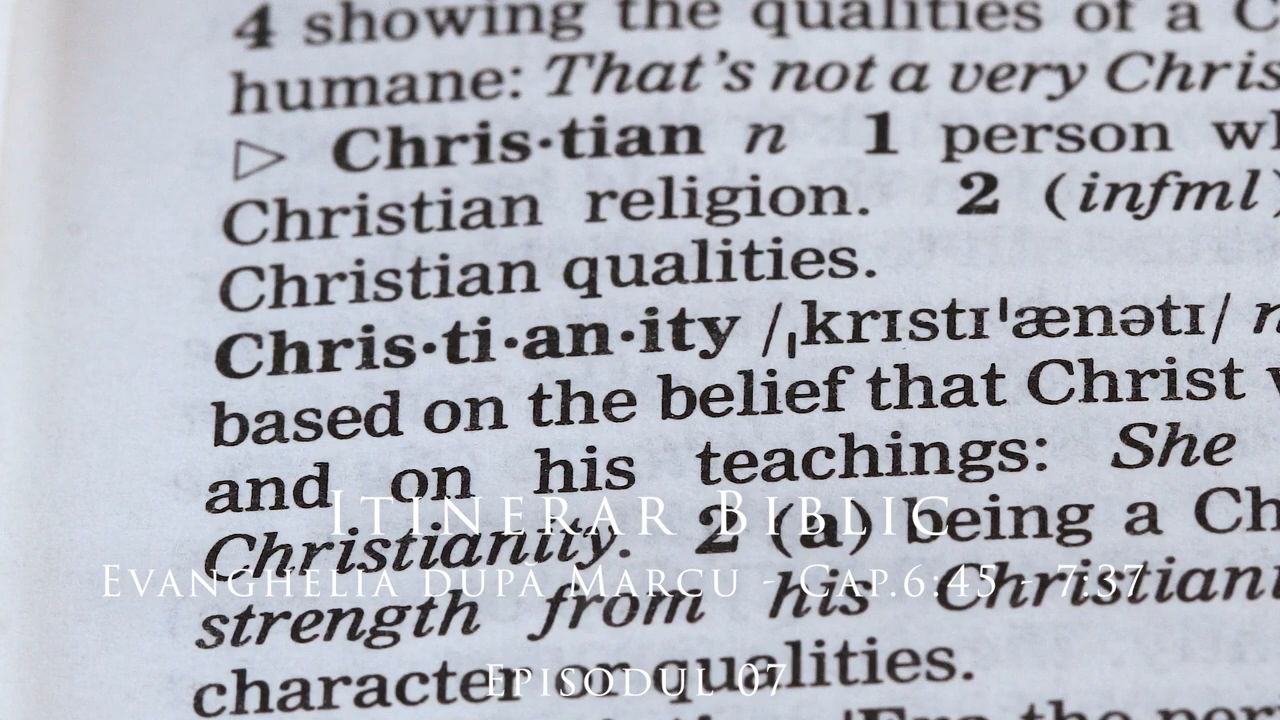 4 showing the qualities of a C
humane: That's not a very Chris
▷ Chris·tian n 1 person wh
Christian religion. 2 (infml)
Christian qualities.
Chris·ti·an·ity /ˌkrɪstɪˈænətɪ/ n
based on the belief that Christ w
and on his teachings: She
Itinerar Biblic
Christianity. 2 (a) being a Ch
Evanghelia după Marcu - Cap.6:45 - 7:37
strength from his Christiani
Episodul 07
character or qualities.
the per